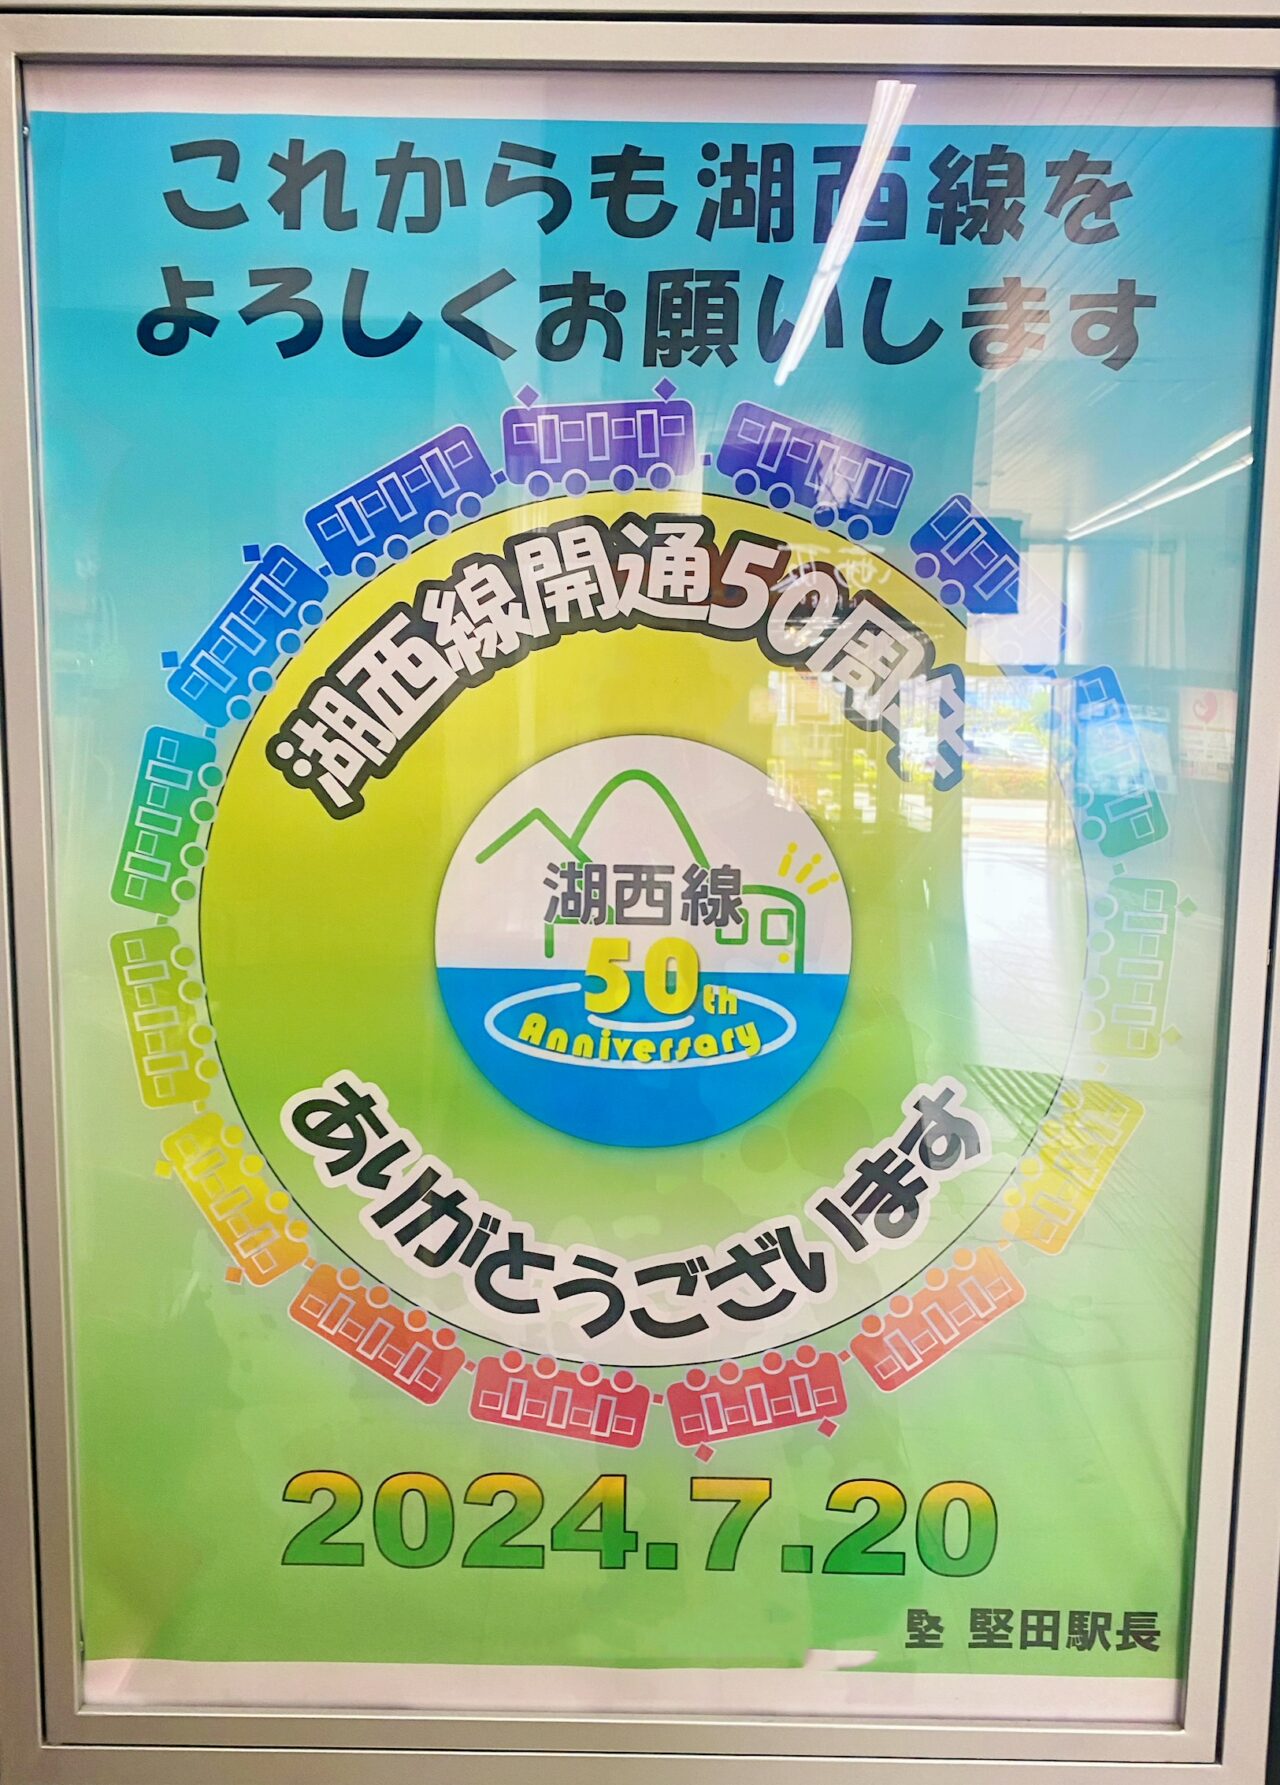 これからも湖西線を
よろしくお願いします
湖西線開通50周年
湖西線
50th
Anniversary
ありがとうございます
2024.7.20
堅田駅長